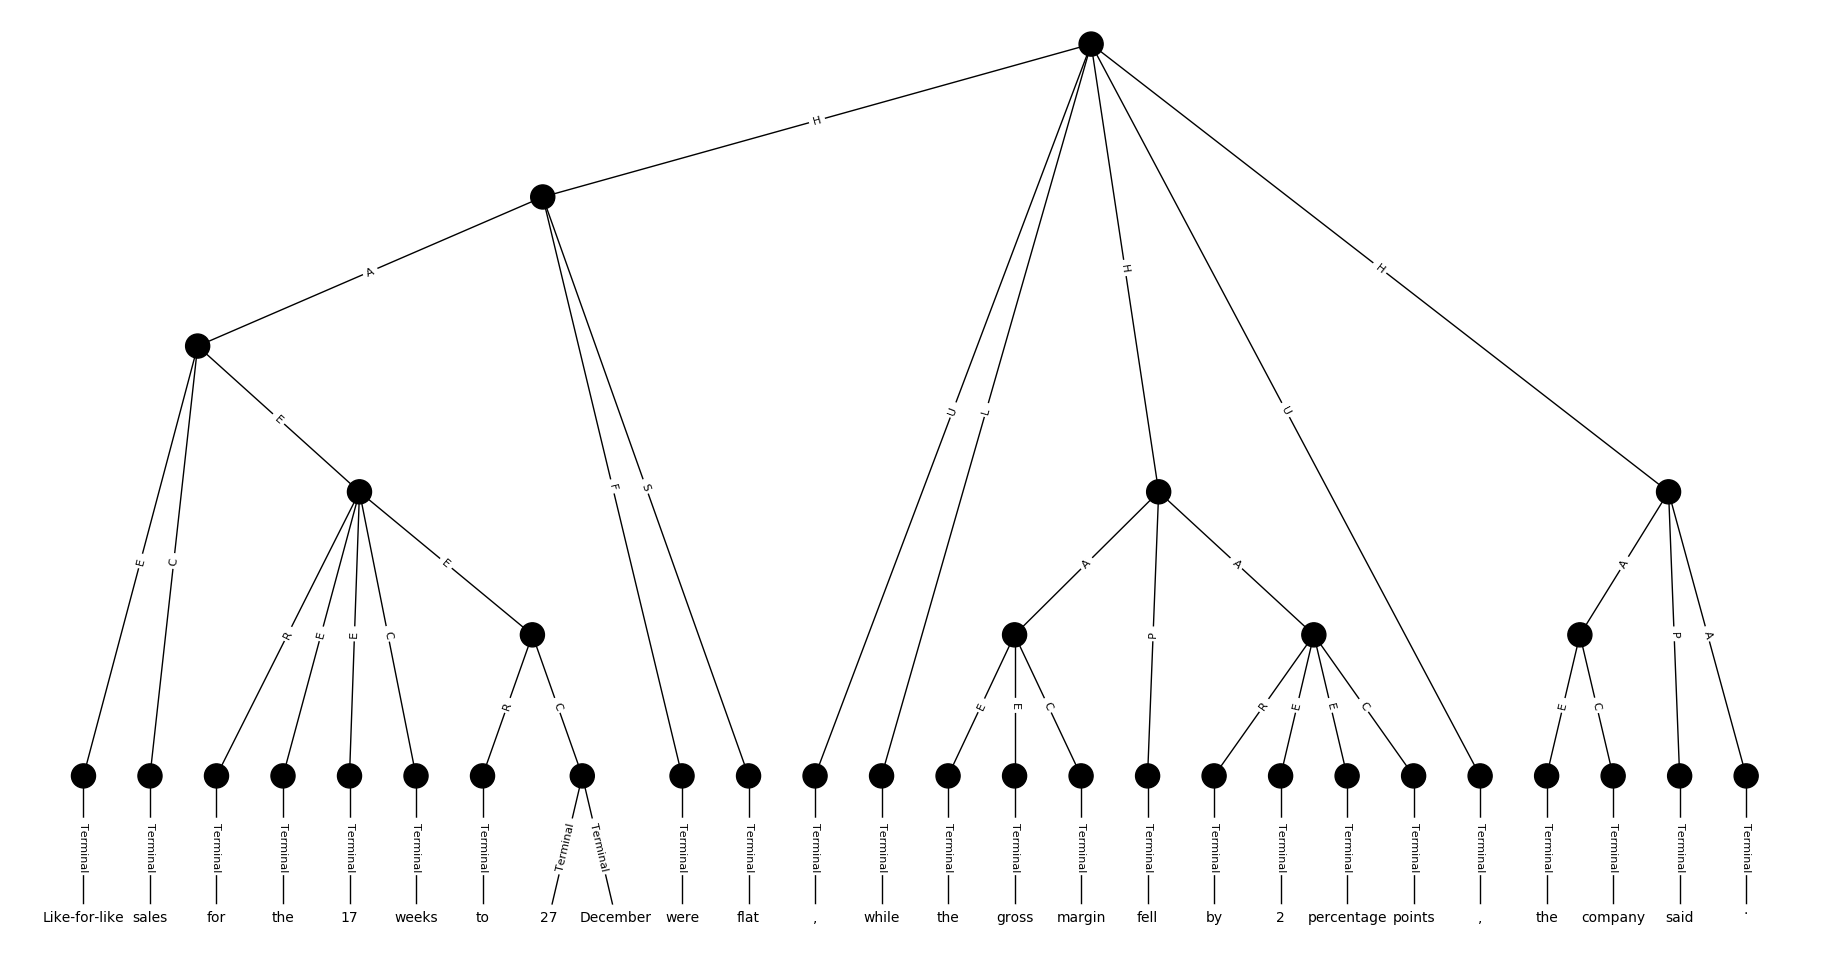 H
A
H
H
E
U
L
U
F
S
E
C
E
A
A
A
R
E
E
C
P
P
A
R
C
E
E
C
R
E
E
C
E
C
Terminal Terminal Terminal Terminal Terminal Terminal Terminal Terminal Terminal Terminal Terminal Terminal Terminal Terminal Terminal Terminal Terminal Terminal Terminal Terminal Terminal Terminal Terminal Terminal Terminal Terminal
Like-for-like sales for the 17 weeks to 27 December were flat , while the gross margin fell by 2 percentage points , the company said .